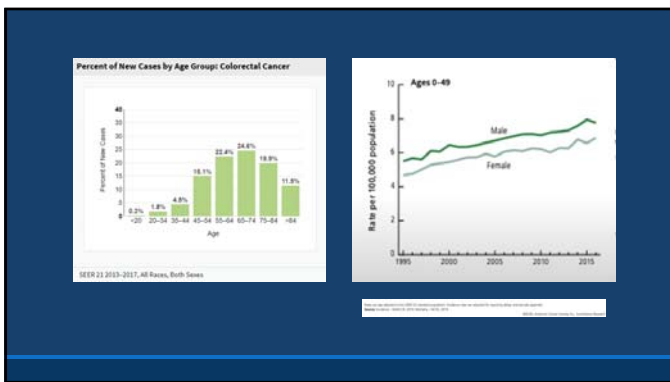 Percent of New Cases by Age Group: Colorectal Cancer
Percent of New Cases
40
35
30
25
20
15
10
5
0
0.2% 1.8% 4.5% 15.1% 22.4% 24.6% 19.9% 11.5%
<20 20–34 35–44 45–54 55–64 65–74 75–84 >84
Age
SEER 21 2013–2017, All Races, Both Sexes
Ages 0-49
Rate per 100,000 population
10
8
6
4
2
0
Male
Female
1995 2000 2005 2010 2015